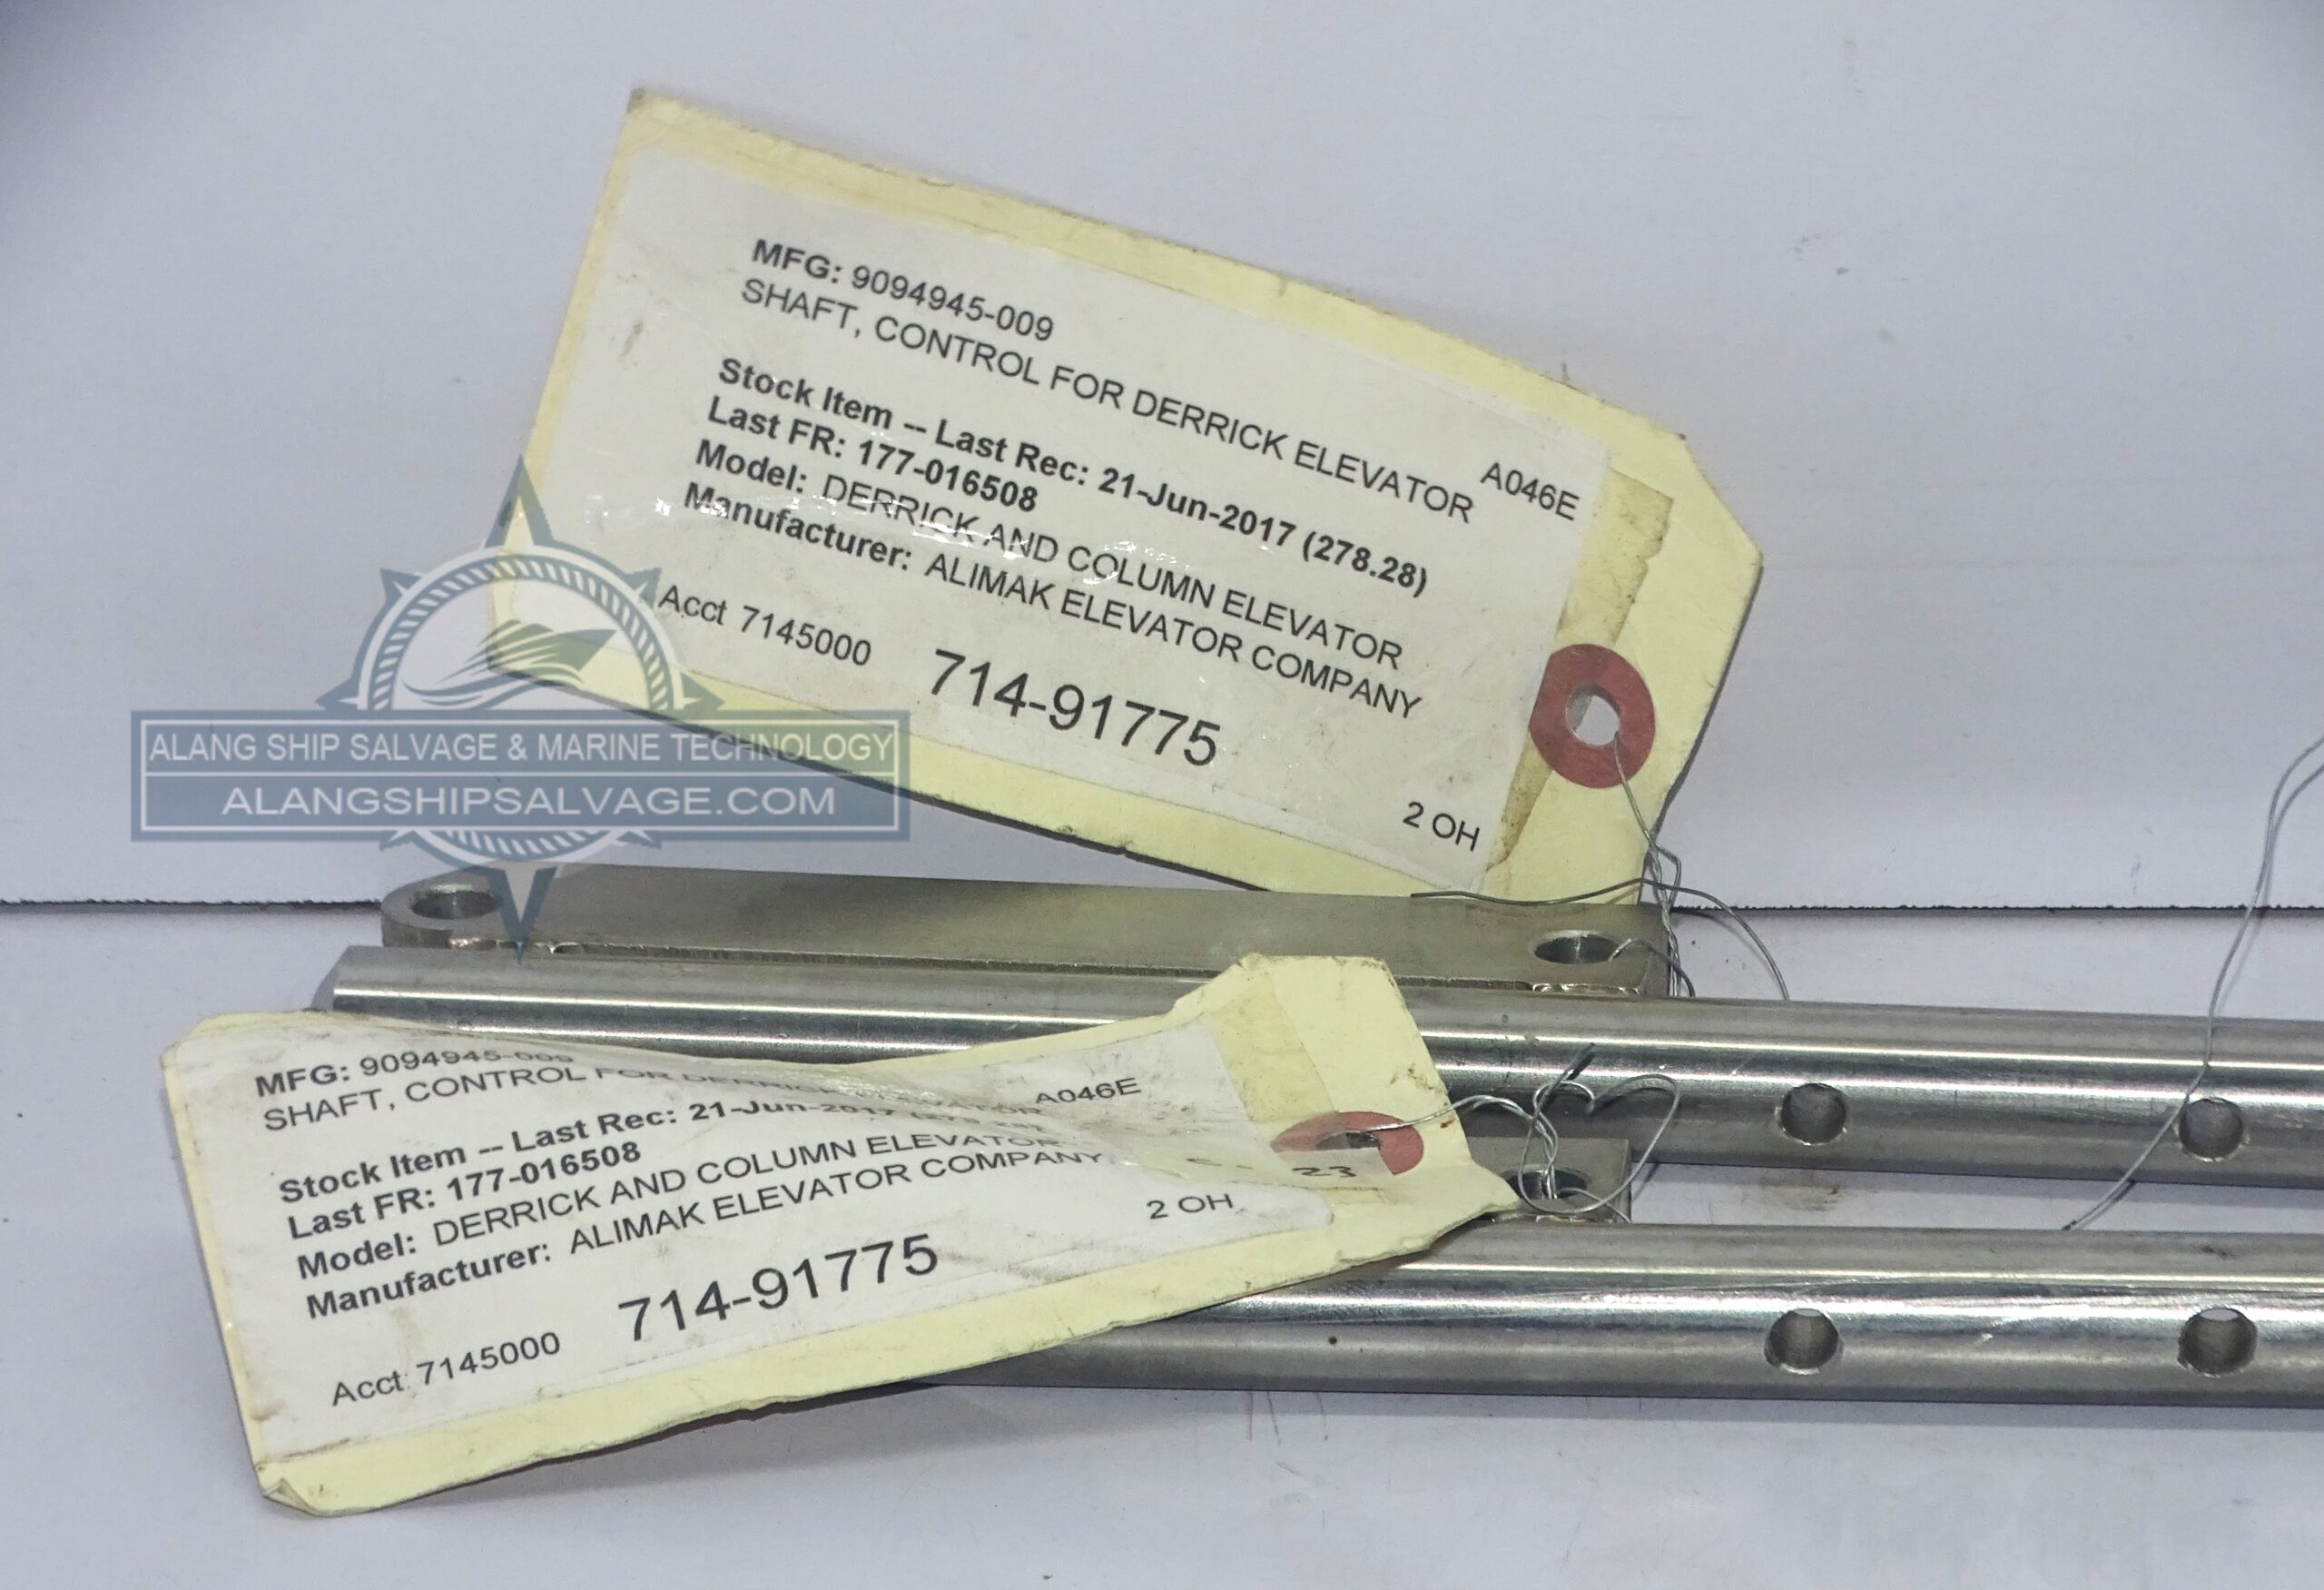 MFG: 9094945-009
SHAFT, CONTROL FOR DERRICK ELEVATOR
A046E
Stock Item -- Last Rec: 21-Jun-2017 (278.28)
Last FR: 177-016508
Model: DERRICK AND COLUMN ELEVATOR
Manufacturer: ALIMAK ELEVATOR COMPANY
Acct 7145000
714-91775
2 OH
ALANG SHIP SALVAGE & MARINE TECHNOLOGY
ALANGSHIPSALVAGE.COM
MFG: 9094945-009
SHAFT, CONTROL FOR DERRICK ELEVATOR
A046E
Stock Item -- Last Rec: 21-Jun-2017
Last FR: 177-016508
Model: DERRICK AND COLUMN ELEVATOR
Manufacturer: ALIMAK ELEVATOR COMPANY
23
2 OH
Acct: 7145000
714-91775